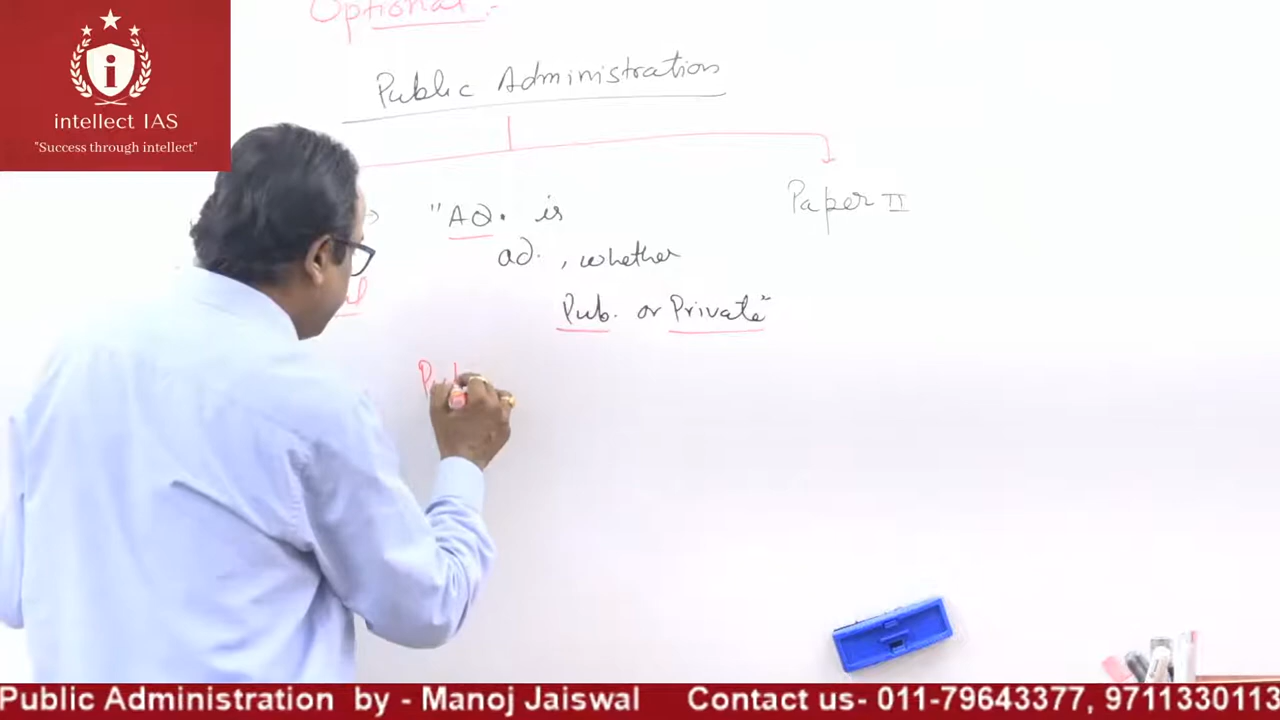 Optional :-
intellect IAS
"Success through intellect"
Public Administration
"Ad. is
ad., whether
Pub. or Private"
Paper II
Public Administration by - Manoj Jaiswal Contact us- 011-79643377, 9711330113